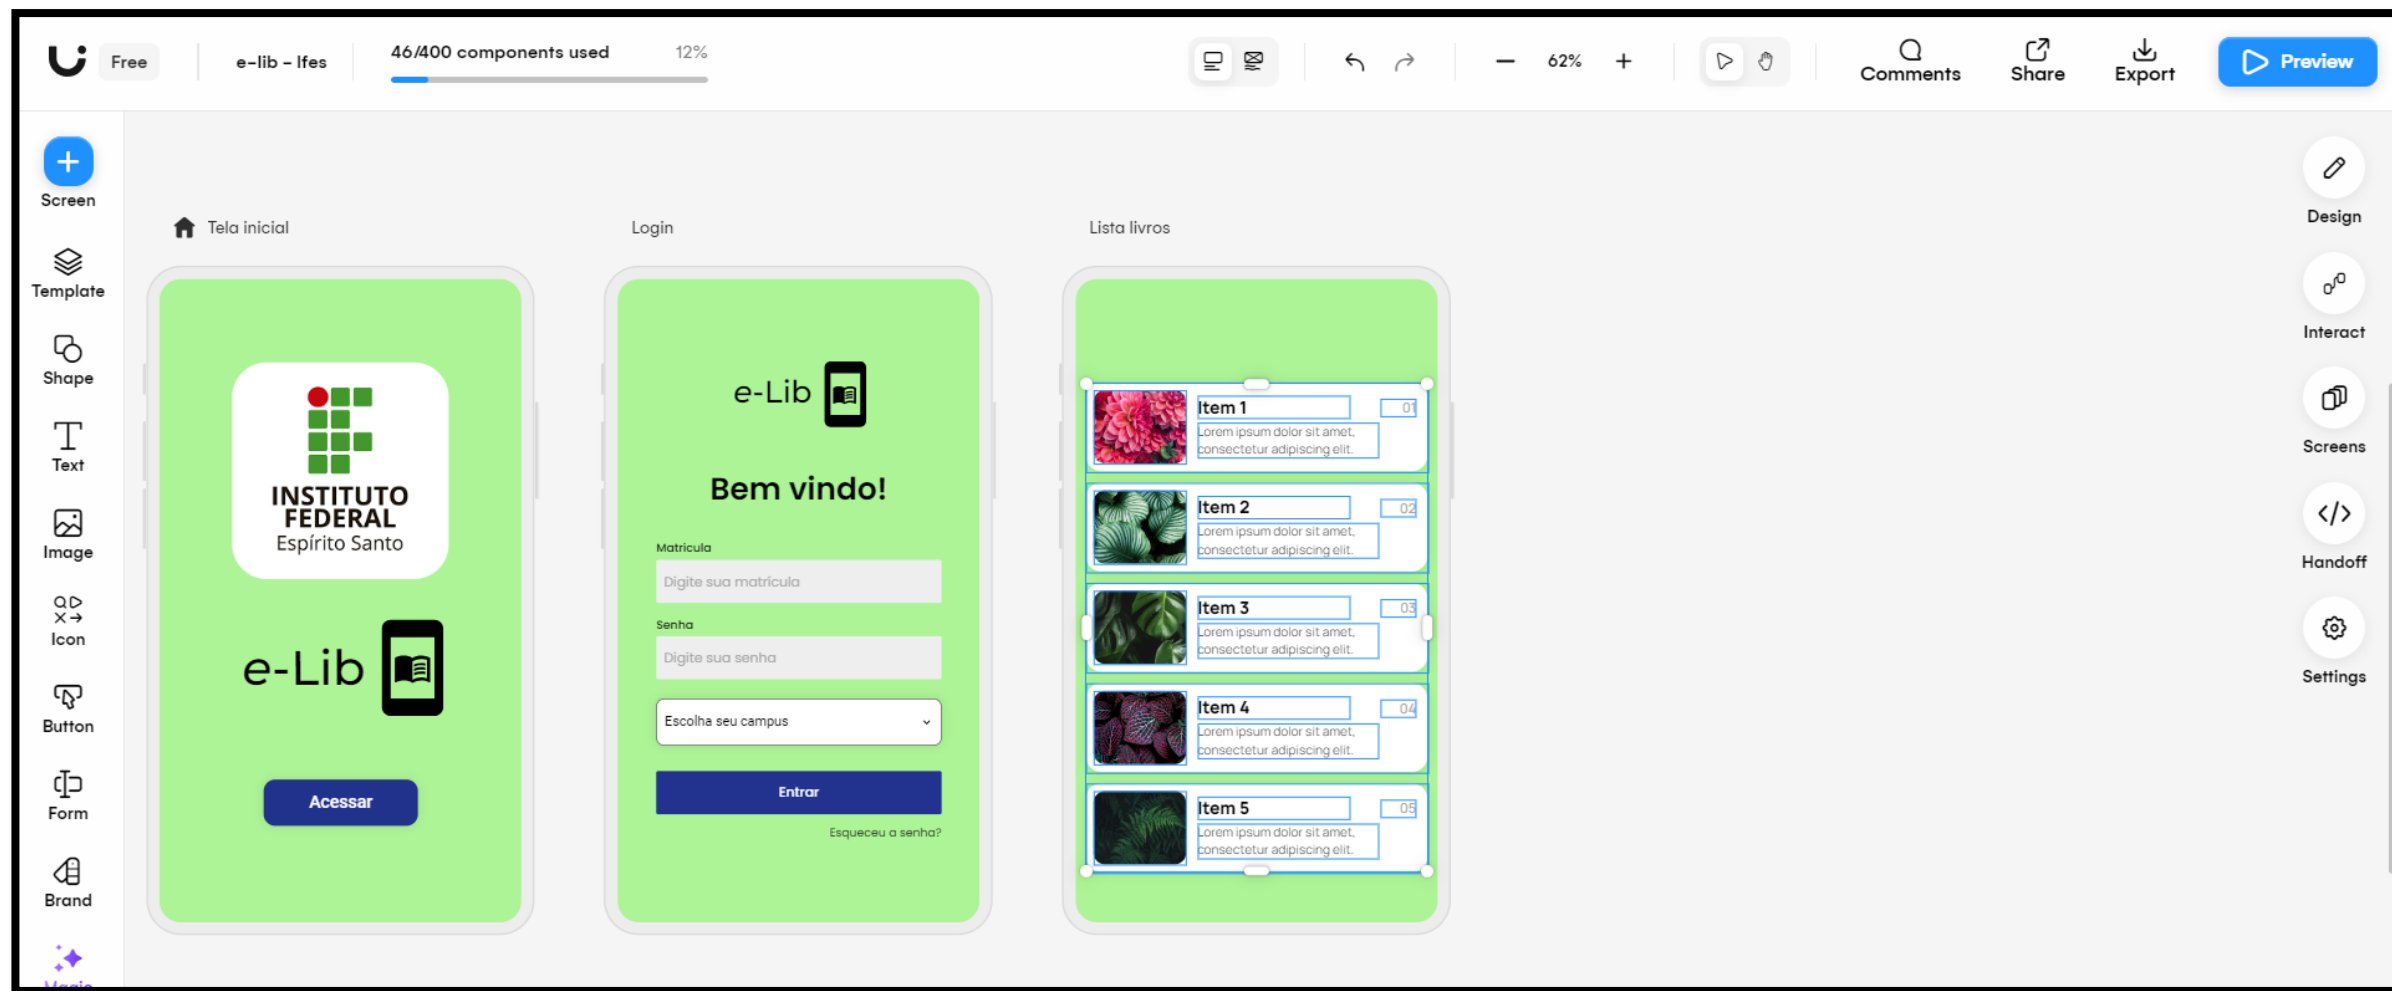 Free
e-lib - Ifes
46/400 components used
12%
62%
Comments
Share
Export
Preview
Screen
Template
Shape
Text
Image
Icon
Button
Form
Brand
Magic
Tela inicial
INSTITUTO
FEDERAL
Espírito Santo
e-Lib
Acessar
Login
e-Lib
Bem vindo!
Matricula
Digite sua matrícula
Senha
Digite sua senha
Escolha seu campus
Entrar
Esqueceu a senha?
Lista livros
Item 1
01
Lorem ipsum dolor sit amet,
consectetur adipiscing elit.
Item 2
02
Lorem ipsum dolor sit amet,
consectetur adipiscing elit.
Item 3
03
Lorem ipsum dolor sit amet,
consectetur adipiscing elit.
Item 4
04
Lorem ipsum dolor sit amet,
consectetur adipiscing elit.
Item 5
05
Lorem ipsum dolor sit amet,
consectetur adipiscing elit.
Design
Interact
Screens
Handoff
Settings